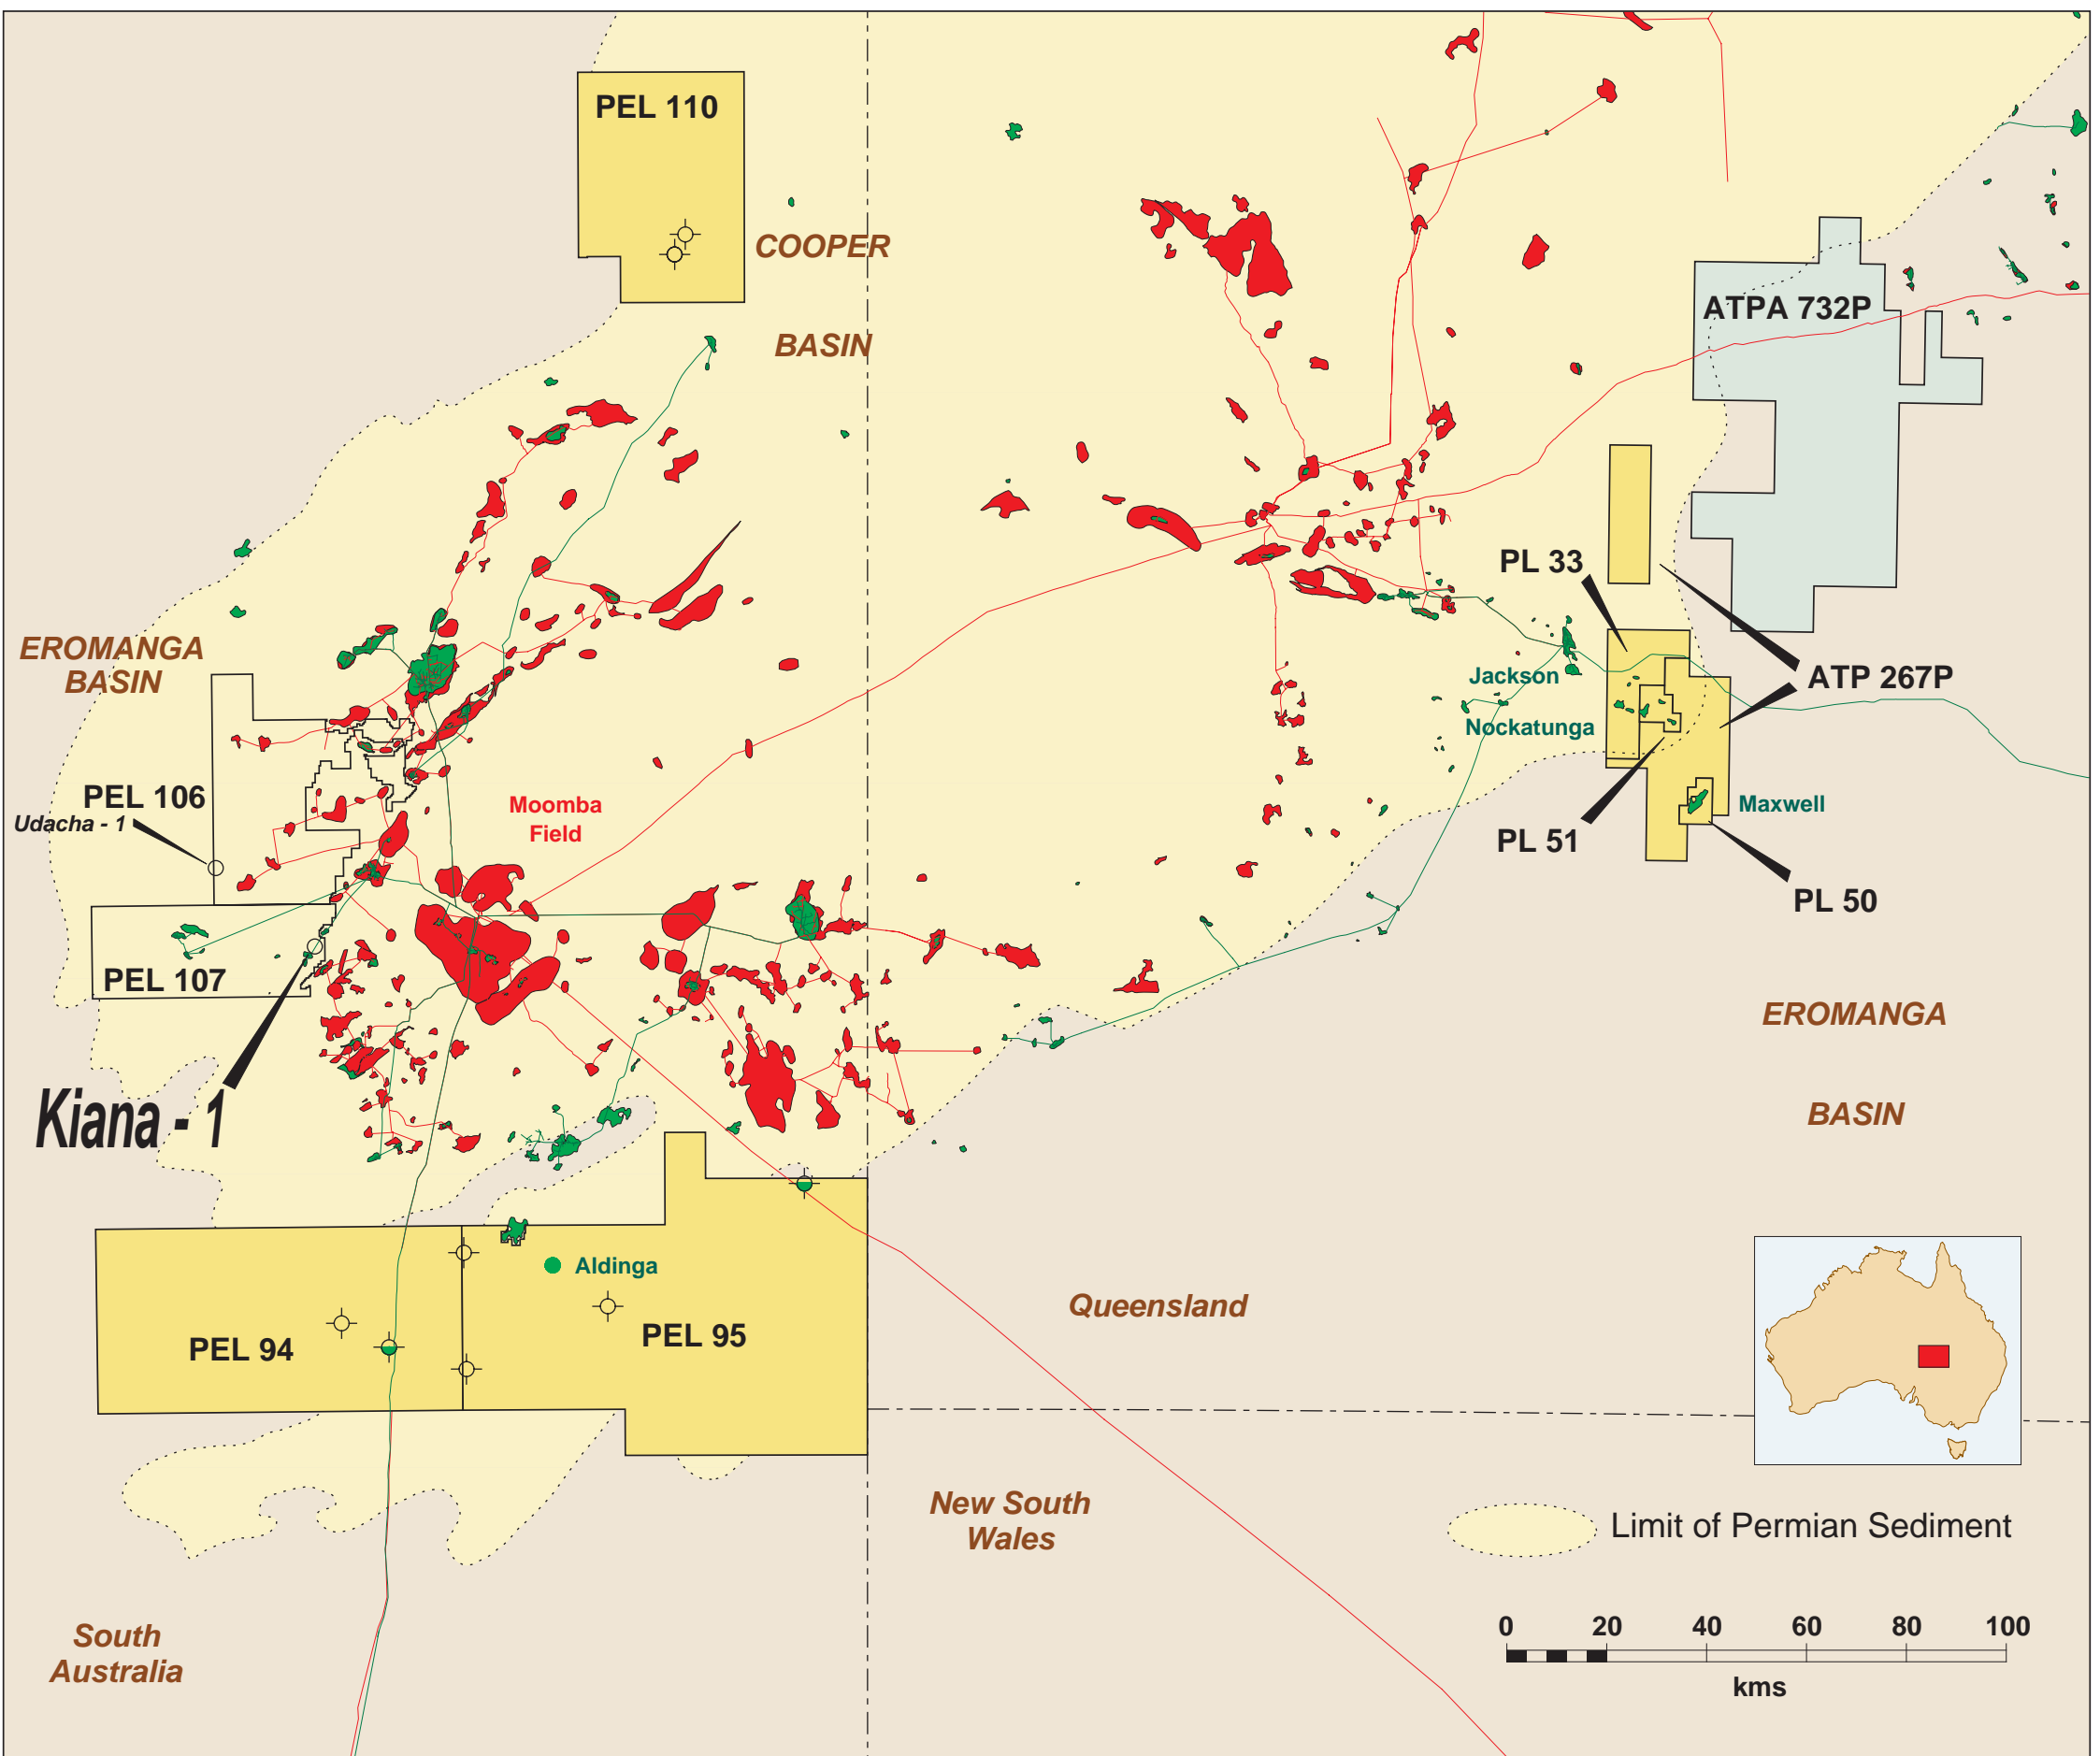 PEL 110
COOPER
BASIN
ATPA 732P
PL 33
EROMANGA
BASIN
Jackson
ATP 267P
Nockatunga
PEL 106
Udacha - 1
Moomba
Field
Maxwell
PL 51
PL 50
PEL 107
EROMANGA
Kiana - 1
BASIN
Aldinga
Queensland
PEL 94
PEL 95
New South
Wales
Limit of Permian Sediment
South
Australia
0 20 40 60 80 100
kms